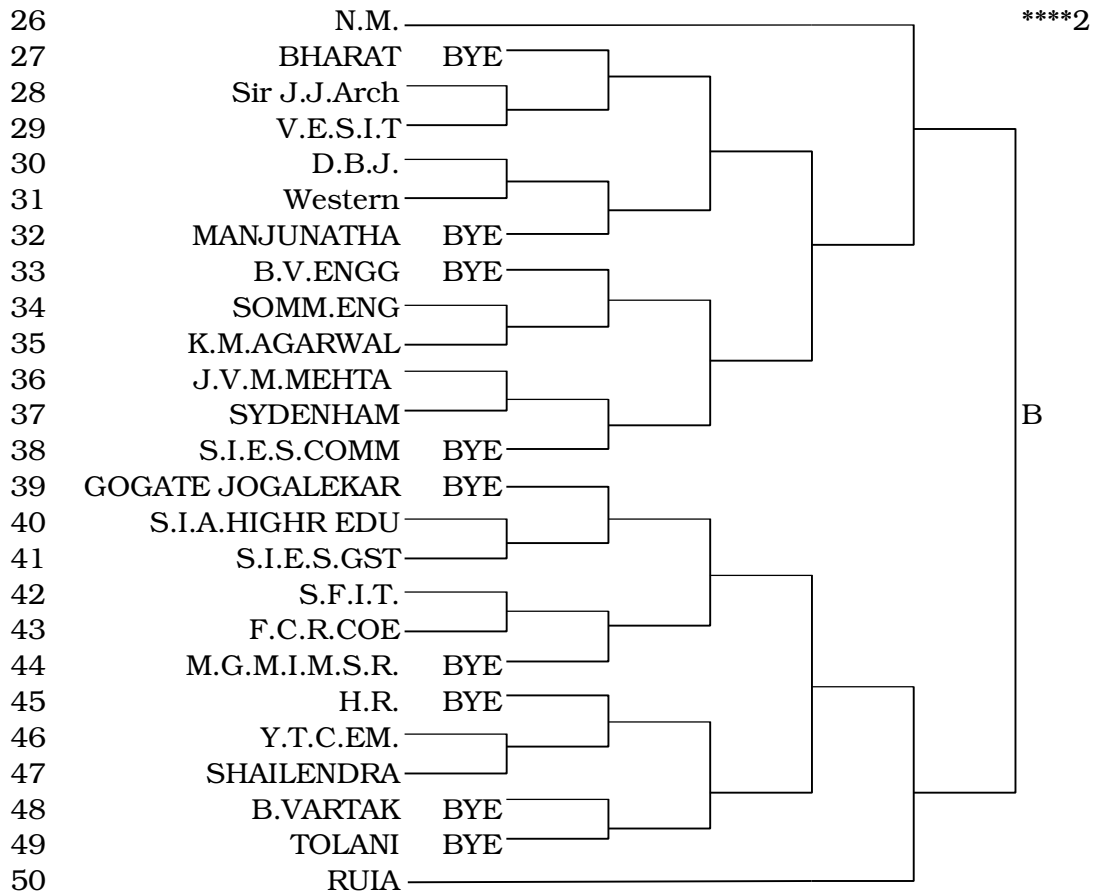 26 N.M. ****2
27 BHARAT BYE
28 Sir J.J.Arch
29 V.E.S.I.T
30 D.B.J.
31 Western
32 MANJUNATHA BYE
33 B.V.ENGG BYE
34 SOMM.ENG
35 K.M.AGARWAL
36 J.V.M.MEHTA
37 SYDENHAM B
38 S.I.E.S.COMM BYE
39 GOGATE JOGALEKAR BYE
40 S.I.A.HIGHR EDU
41 S.I.E.S.GST
42 S.F.I.T.
43 F.C.R.COE
44 M.G.M.I.M.S.R. BYE
45 H.R. BYE
46 Y.T.C.EM.
47 SHAILENDRA
48 B.VARTAK BYE
49 TOLANI BYE
50 RUIA